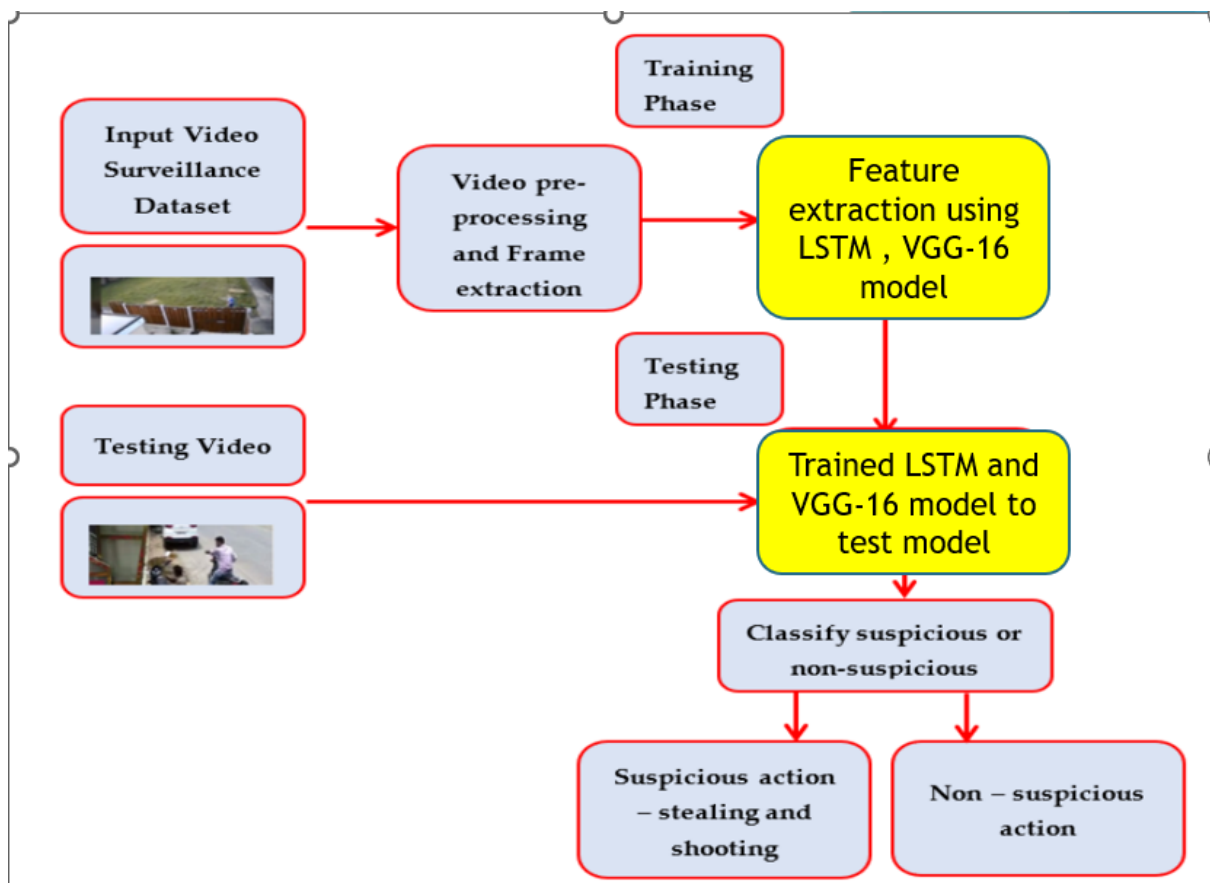 Training
Phase
Input Video
Surveillance
Dataset
Video pre-
processing
and Frame
extraction
Feature
extraction using
LSTM , VGG-16
model
Testing
Phase
Testing Video
Trained LSTM and
VGG-16 model to
test model
Classify suspicious or
non-suspicious
Suspicious action
– stealing and
shooting
Non – suspicious
action